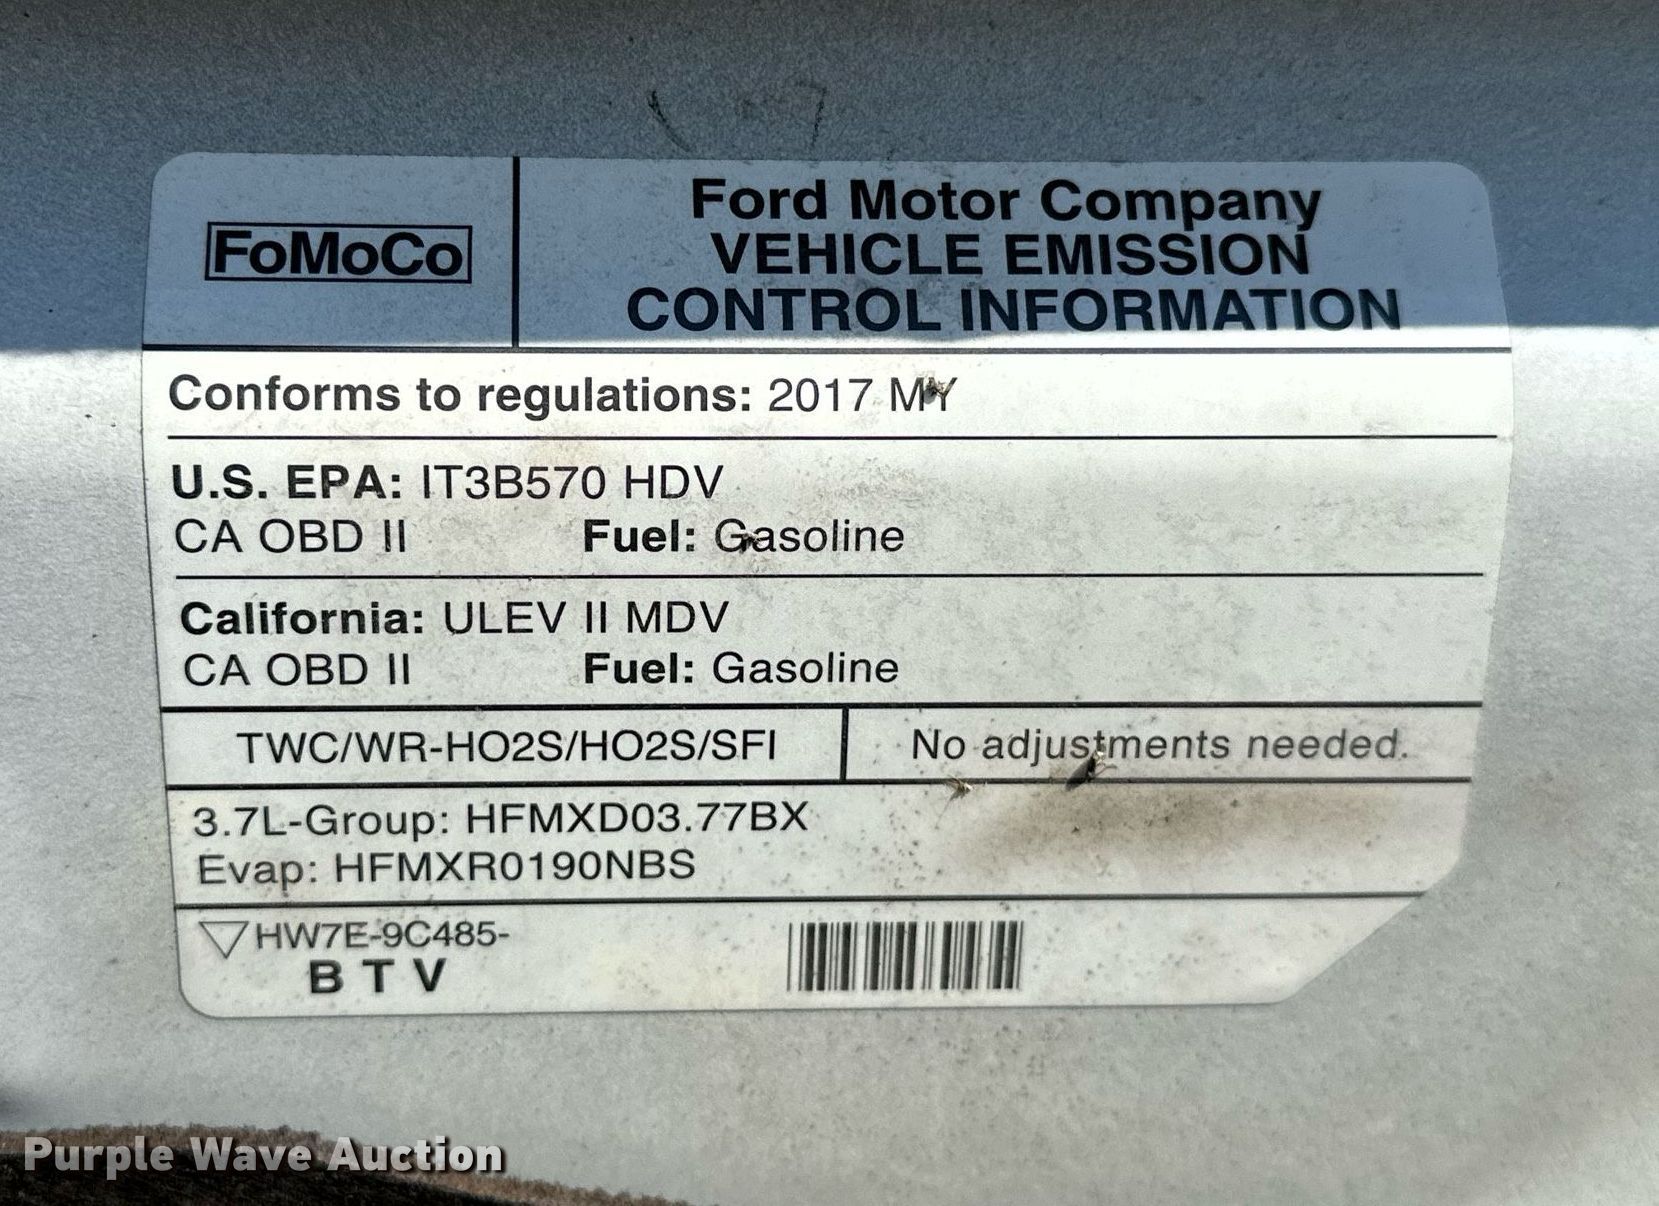 FoMoCo
Ford Motor Company
VEHICLE EMISSION
CONTROL INFORMATION
Conforms to regulations: 2017 MY
U.S. EPA: IT3B570 HDV
CA OBD II Fuel: Gasoline
California: ULEV II MDV
CA OBD II Fuel: Gasoline
TWC/WR-HO2S/HO2S/SFI No adjustments needed.
3.7L-Group: HFMXD03.77BX
Evap: HFMXR0190NBS
HW7E-9C485-
B T V
Purple Wave Auction